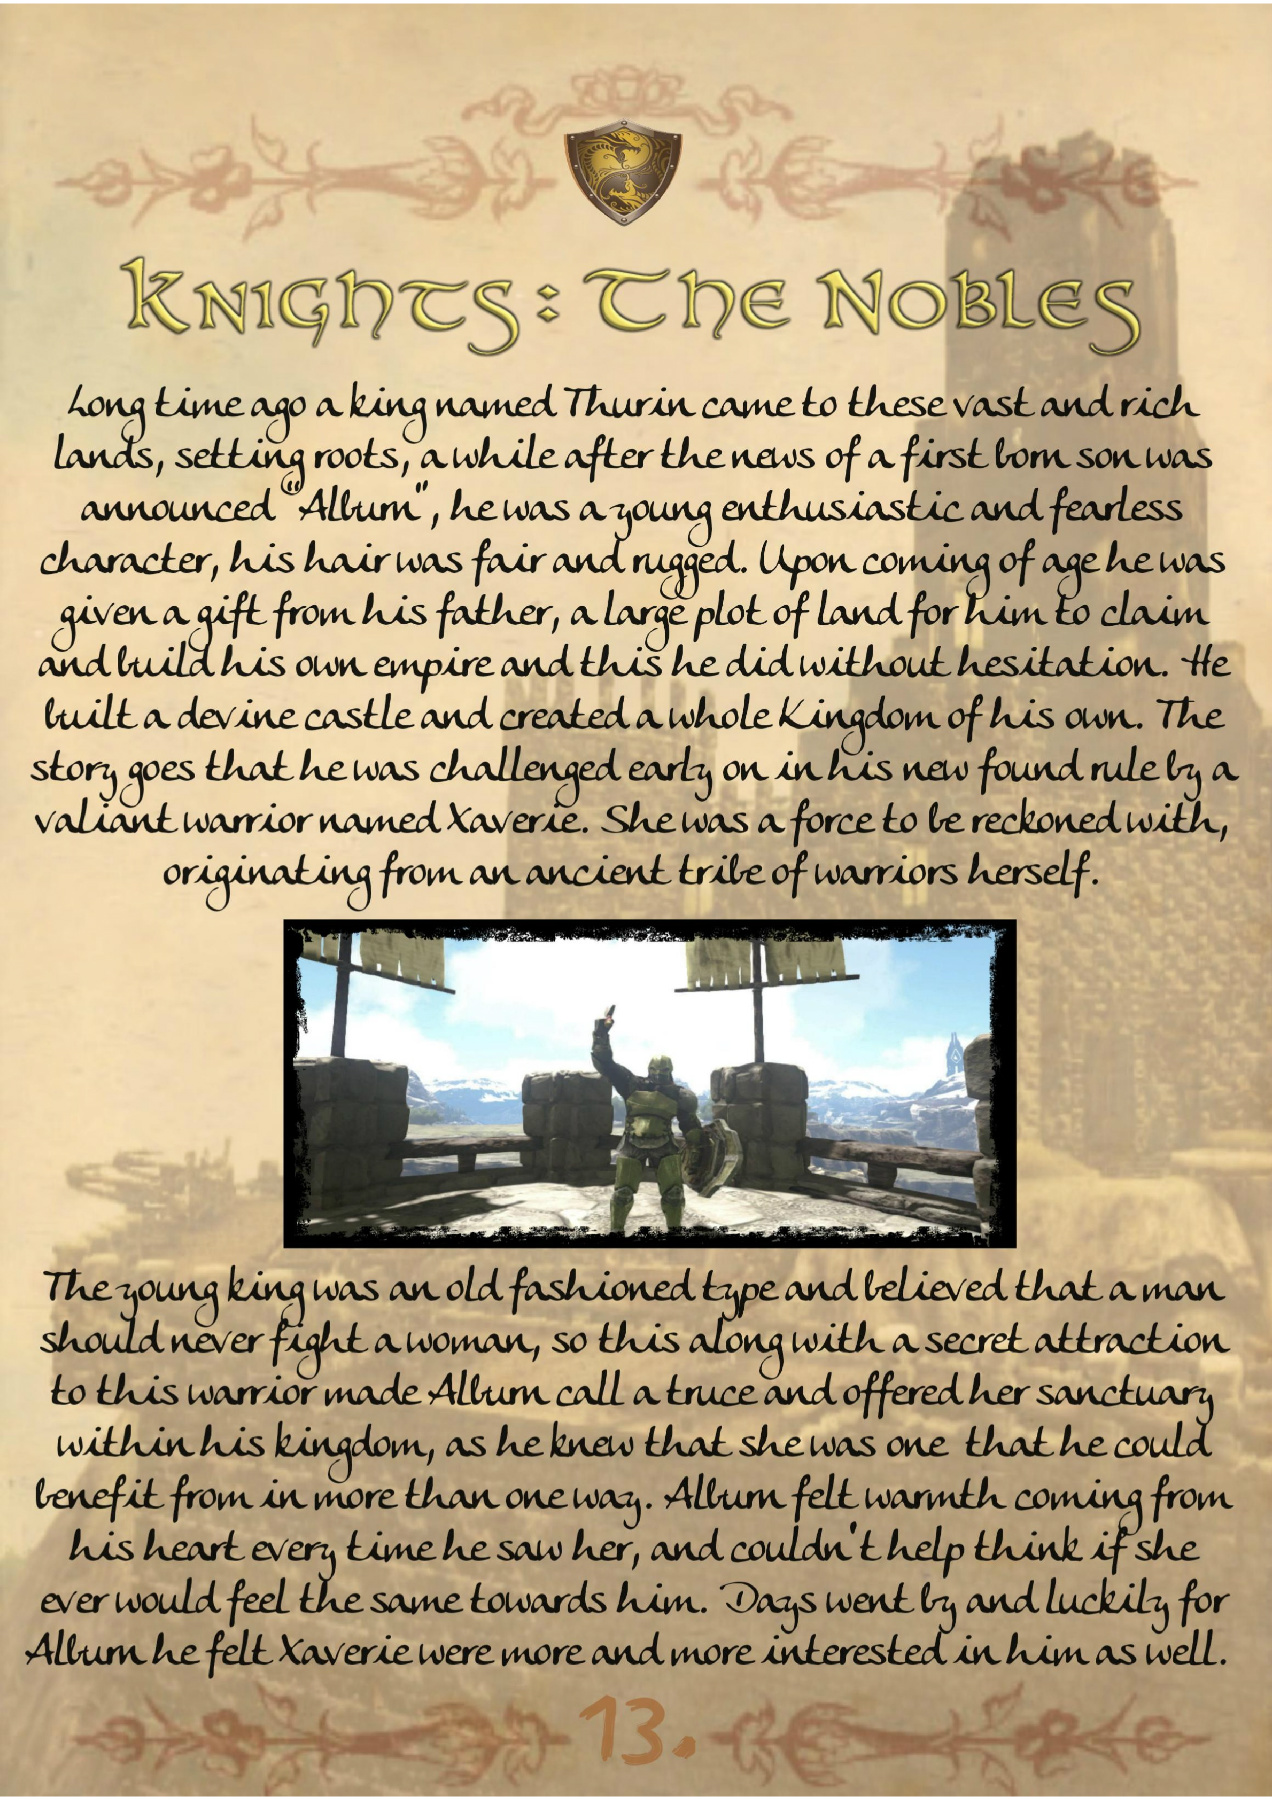 Knights: The Nobles
Long time ago a king named Thurin came to these vast and rich
lands, setting roots, a while after the news of a first born son was
announced "Album", he was a young enthusiastic and fearless
character, his hair was fair and rugged. Upon coming of age he was
given a gift from his father, a large plot of land for him to claim
and build his own empire and this he did without hesitation. He
built a devine castle and created a whole Kingdom of his own. The
story goes that he was challenged early on in his new found rule by a
valiant warrior named Xaverie. She was a force to be reckoned with,
originating from an ancient tribe of warriors herself.
The young king was an old fashioned type and believed that a man
should never fight a woman, so this along with a secret attraction
to this warrior made Album call a truce and offered her sanctuary
within his kingdom, as he knew that she was one that he could
benefit from in more than one way. Album felt warmth coming from
his heart every time he saw her, and couldn't help think if she
ever would feel the same towards him. Days went by and luckily for
Album he felt Xaverie were more and more interested in him as well.
13.